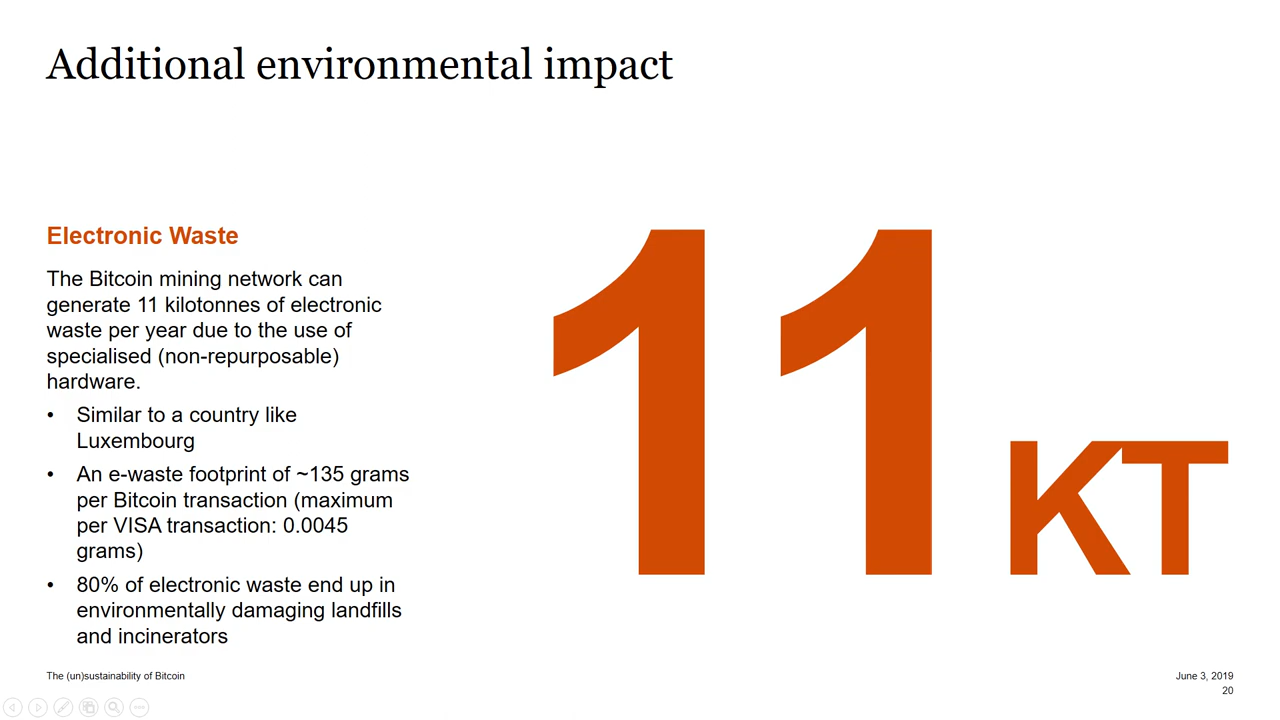 Additional environmental impact
Electronic Waste
The Bitcoin mining network can
generate 11 kilotonnes of electronic
waste per year due to the use of
specialised (non-repurposable)
hardware.
• Similar to a country like
Luxembourg
• An e-waste footprint of ~135 grams
per Bitcoin transaction (maximum
per VISA transaction: 0.0045
grams)
• 80% of electronic waste end up in
environmentally damaging landfills
and incinerators
11 KT
The (un)sustainability of Bitcoin
June 3, 2019
20